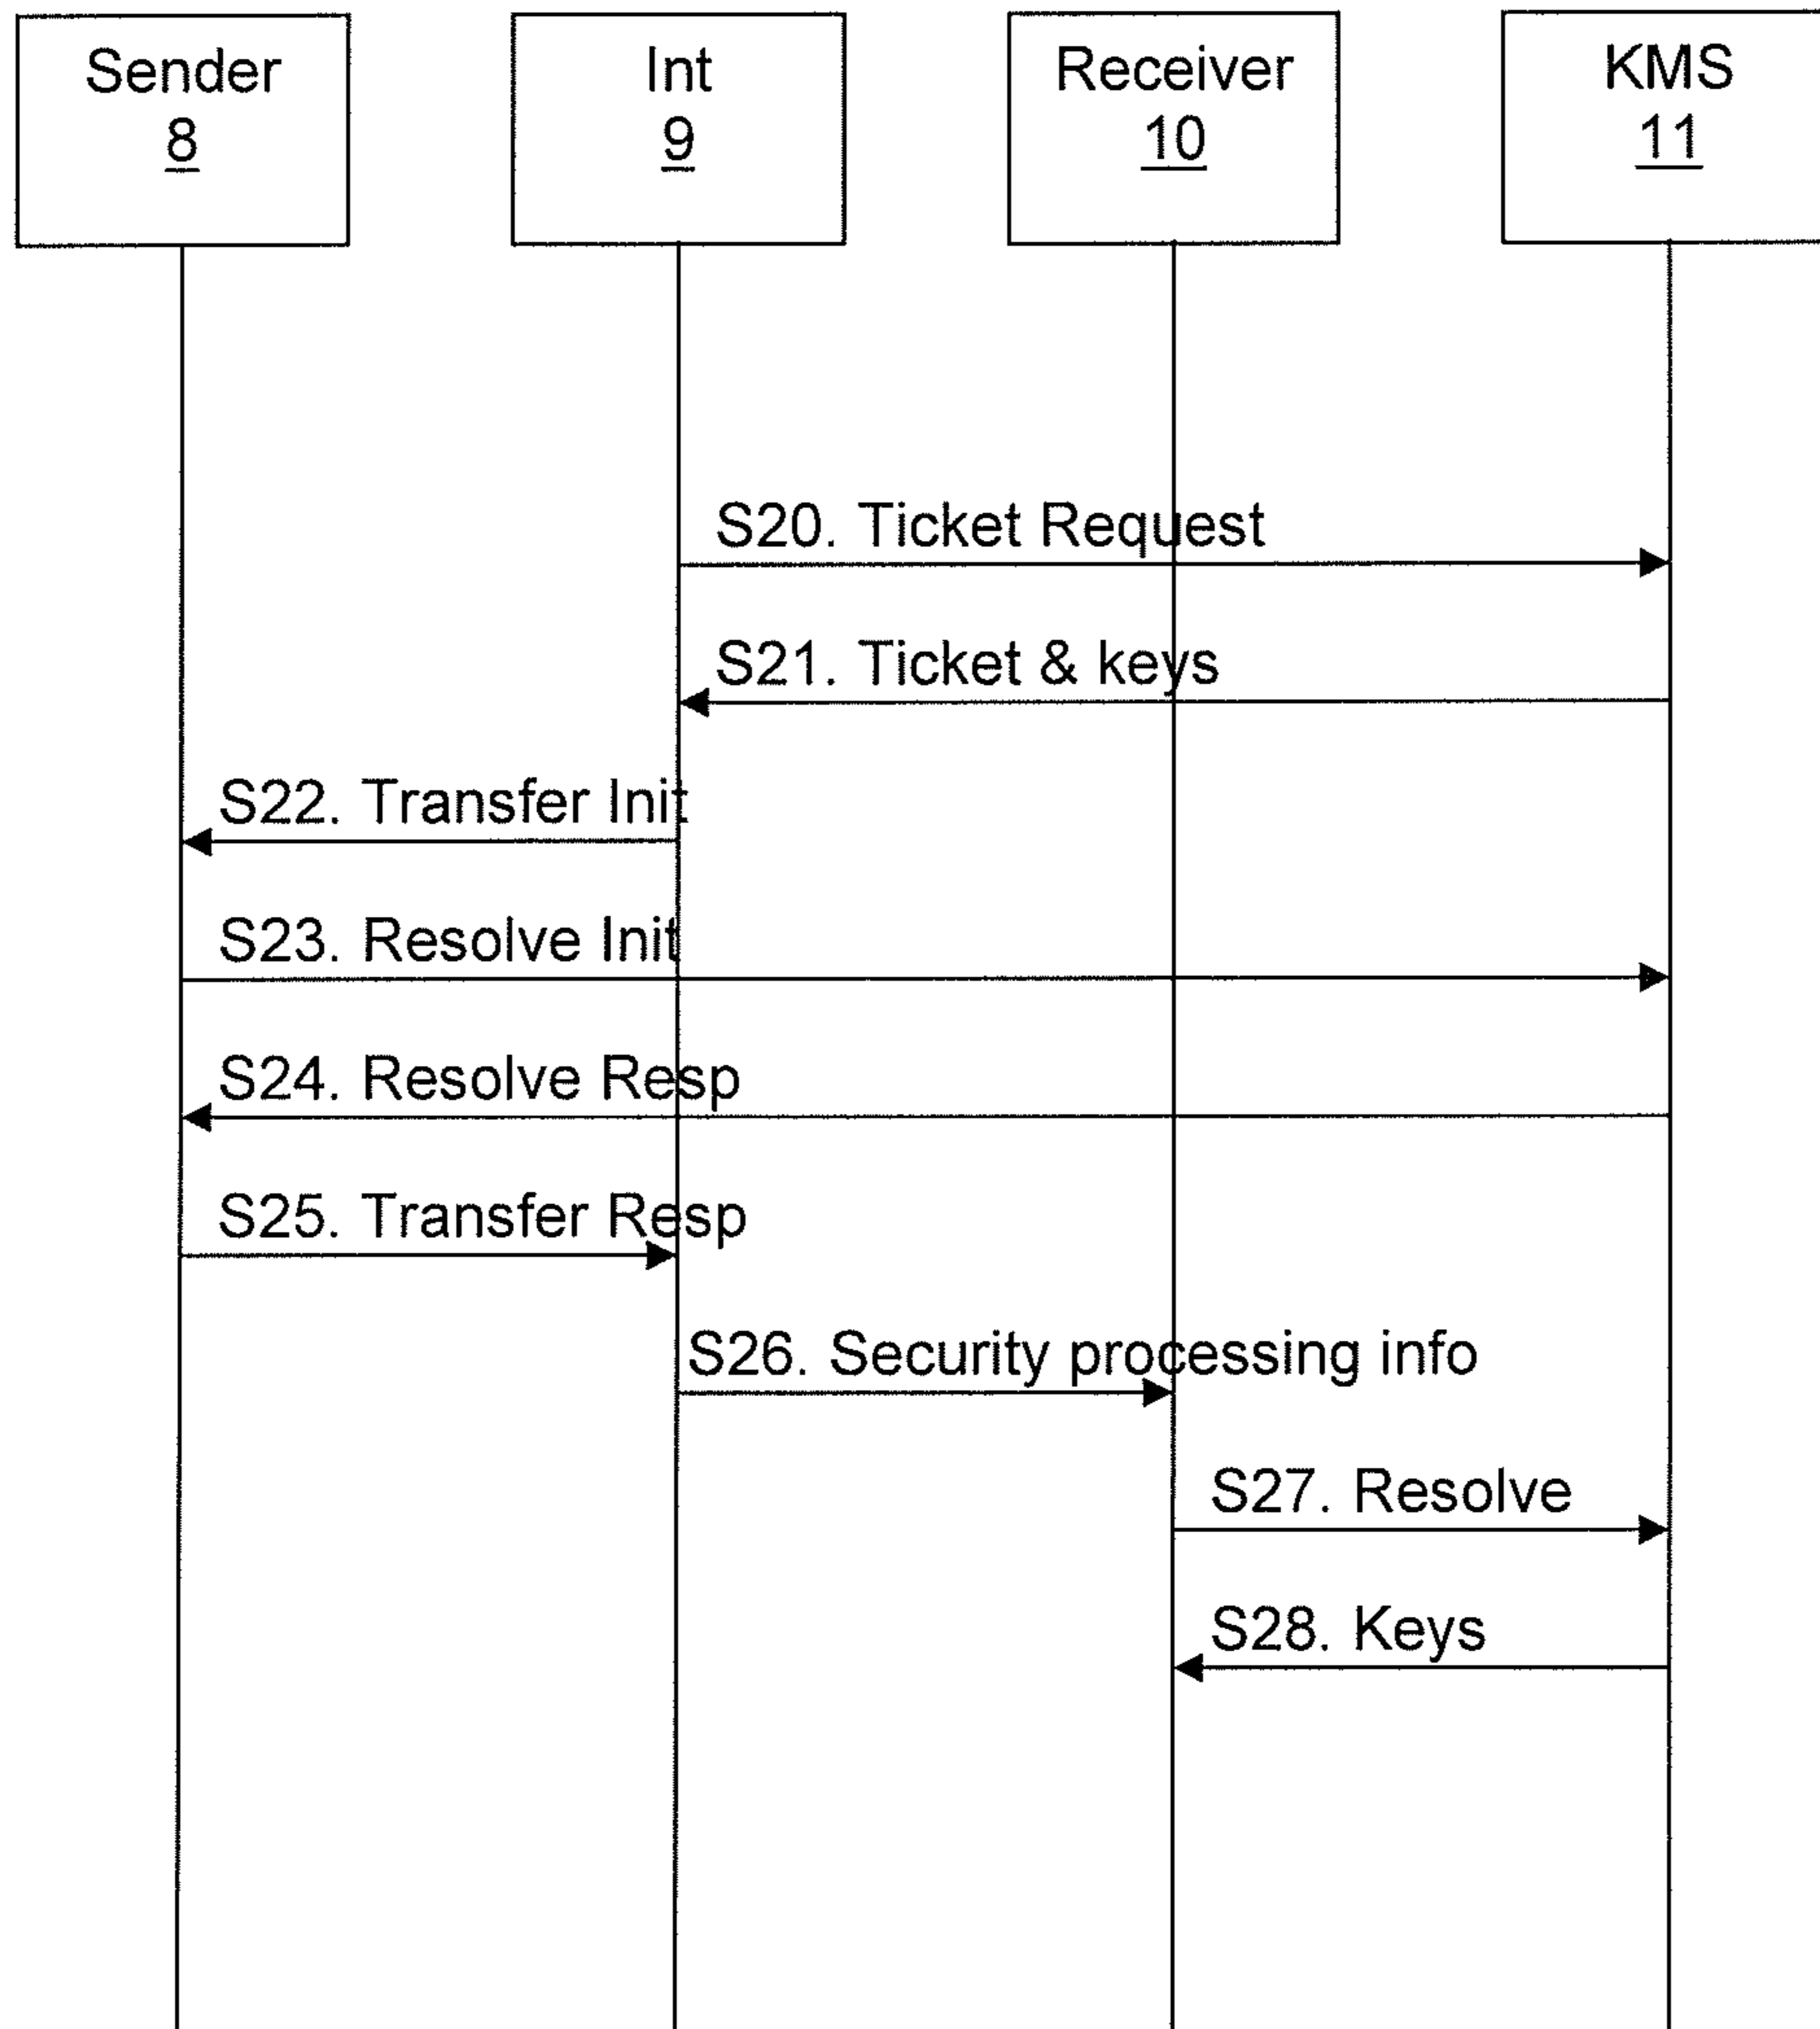 Sender
8
Int
9
Receiver
10
KMS
11
S20. Ticket Request
S21. Ticket & keys
S22. Transfer Init
S23. Resolve Init
S24. Resolve Resp
S25. Transfer Resp
S26. Security processing info
S27. Resolve
S28. Keys